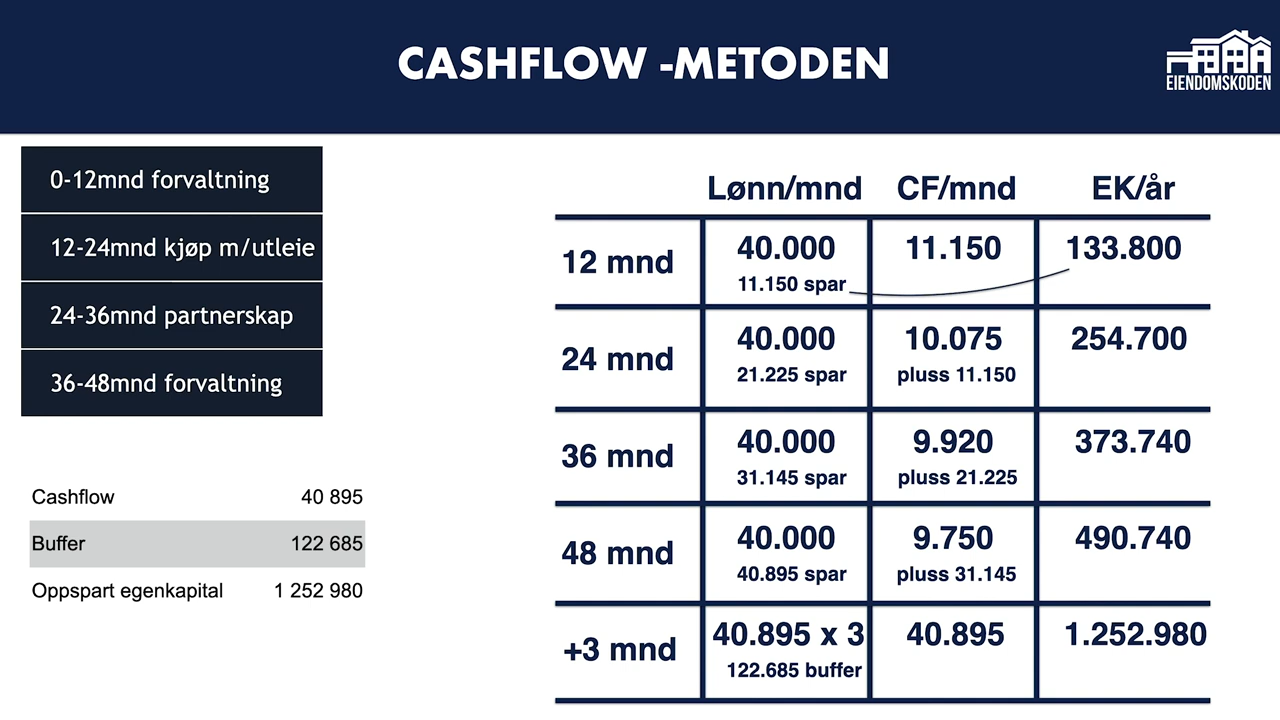 CASHFLOW -METODEN
EIENDOMSKODEN
0-12mnd forvaltning
12-24mnd kjøp m/utleie
24-36mnd partnerskap
36-48mnd forvaltning
Cashflow 40 895
Buffer 122 685
Oppspart egenkapital 1 252 980
Lønn/mnd CF/mnd EK/år
12 mnd 40.000 11.150 133.800
11.150 spar
24 mnd 40.000 10.075 254.700
21.225 spar pluss 11.150
36 mnd 40.000 9.920 373.740
31.145 spar pluss 21.225
48 mnd 40.000 9.750 490.740
40.895 spar pluss 31.145
+3 mnd 40.895 x 3 40.895 1.252.980
122.685 buffer